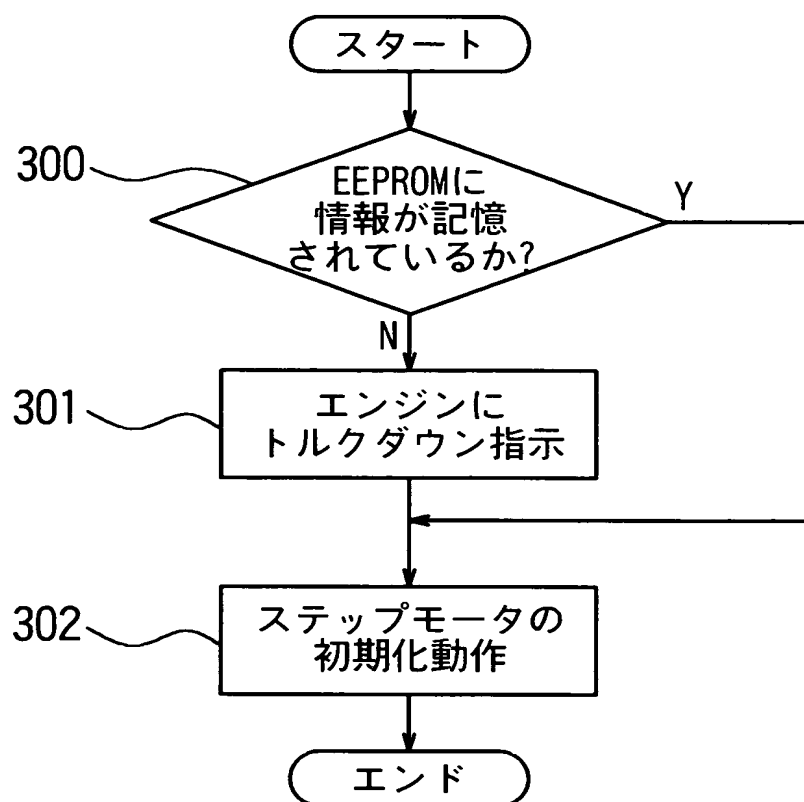 スタート
300
EEPROMに
情報が記憶
されているか?
Y
N
301
エンジンに
トルクダウン指示
302
ステップモータの
初期化動作
エンド